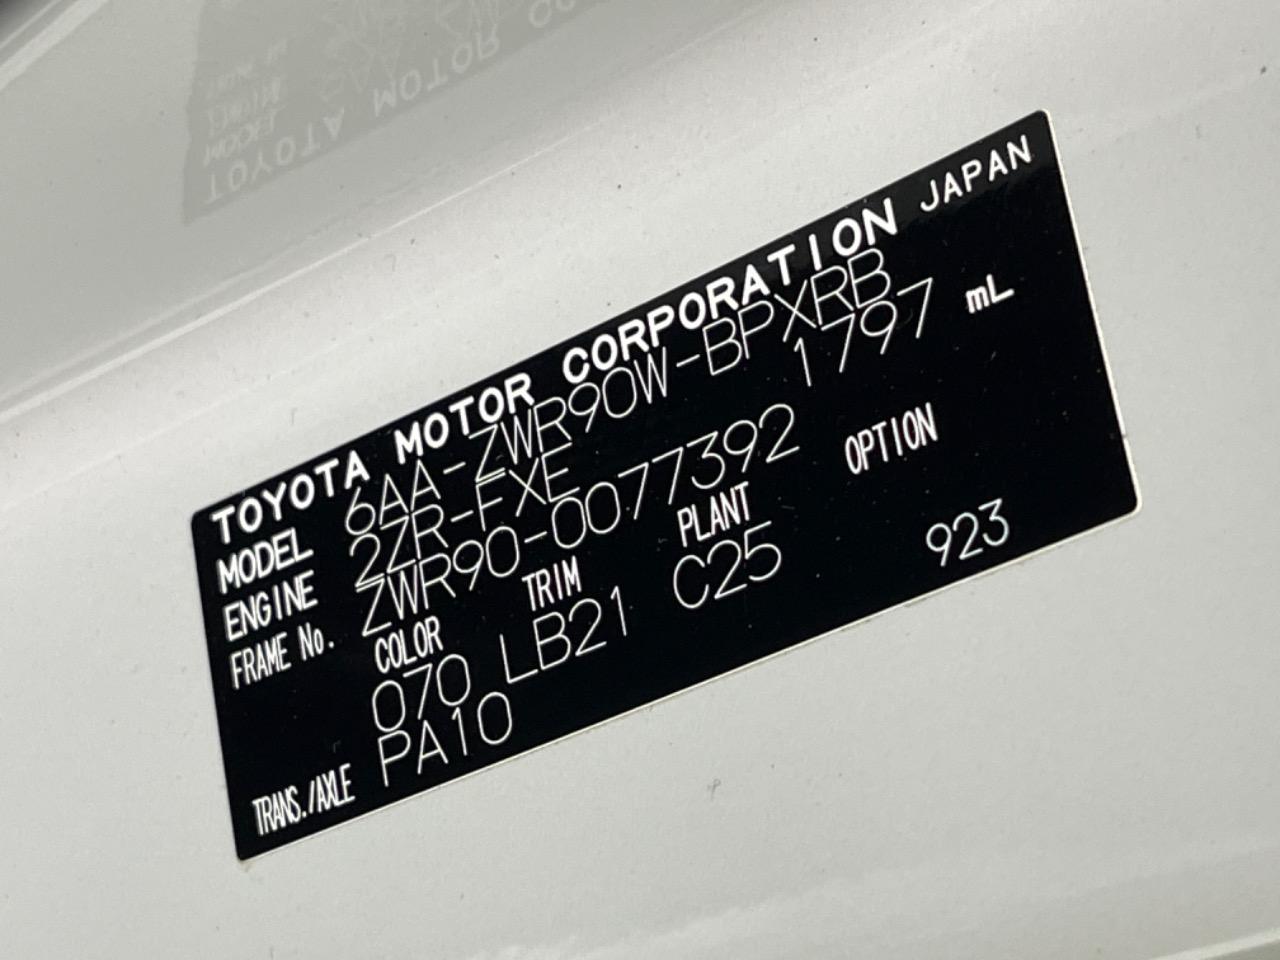 TOYOTA MOTOR CORPORATION JAPAN
MODEL 6AA-ZWR90W-BPXRB
ENGINE 2ZR-FXE 1797 mL
FRAME No. ZWR90-0077392
COLOR TRIM PLANT OPTION
070 LB21 C25 923
TRANS./AXLE PA10